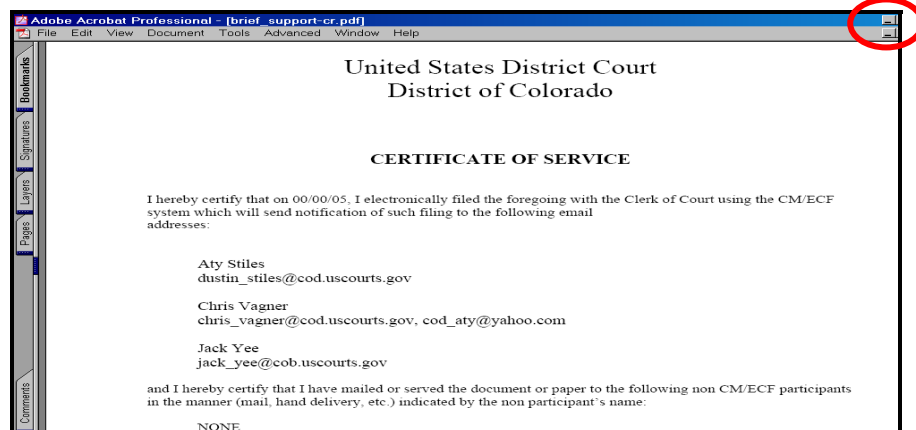 Adobe Acrobat Professional - [brief_support-cr.pdf]
File Edit View Document Tools Advanced Window Help
Bookmarks
Signatures
Layers
Pages
Comments
United States District Court
District of Colorado
CERTIFICATE OF SERVICE
I hereby certify that on 00/00/05, I electronically filed the foregoing with the Clerk of Court using the CM/ECF
system which will send notification of such filing to the following email
addresses:
Aty Stiles
dustin_stiles@cod.uscourts.gov
Chris Vagner
chris_vagner@cod.uscourts.gov, cod_aty@yahoo.com
Jack Yee
jack_yee@cob.uscourts.gov
and I hereby certify that I have mailed or served the document or paper to the following non CM/ECF participants
in the manner (mail, hand delivery, etc.) indicated by the non participant's name:
NONE